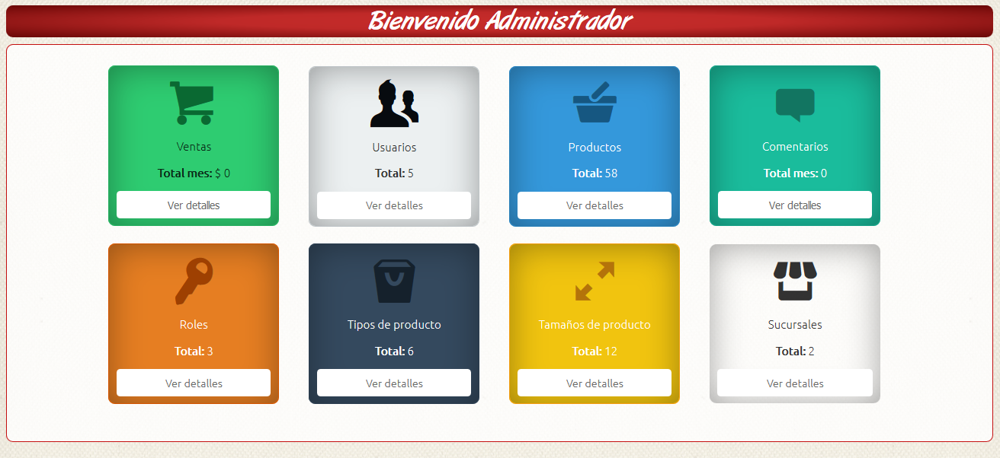 Bienvenido Administrador
Ventas
Total mes: $ 0
Ver detalles
Usuarios
Total: 5
Ver detalles
Productos
Total: 58
Ver detalles
Comentarios
Total mes: 0
Ver detalles
Roles
Total: 3
Ver detalles
Tipos de producto
Total: 6
Ver detalles
Tamaños de producto
Total: 12
Ver detalles
Sucursales
Total: 2
Ver detalles